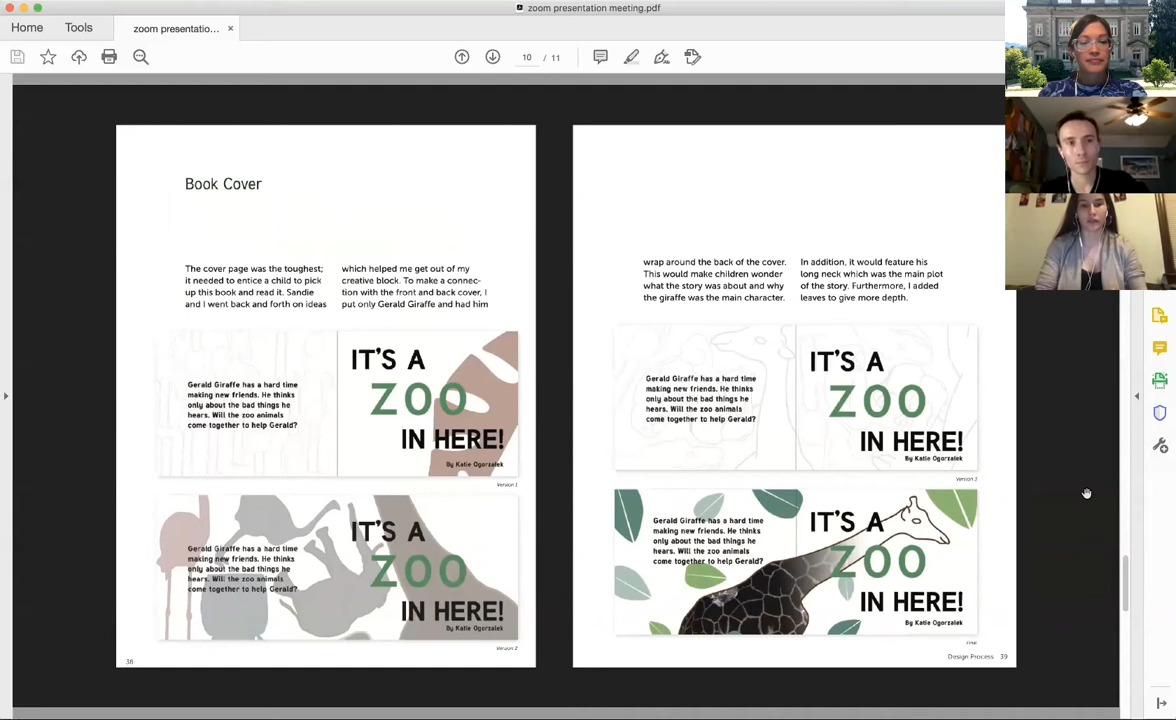 zoom presentation meeting.pdf
Home
Tools
zoom presentatio...
10 / 11
Book Cover
The cover page was the toughest;
it needed to entice a child to pick
up this book and read it. Sandie
and I went back and forth on ideas
which helped me get out of my
creative block. To make a connec-
tion with the front and back cover, I
put only Gerald Giraffe and had him
Gerald Giraffe has a hard time
making new friends. He thinks
only about the bad things he
hears. Will the zoo animals
come together to help Gerald?
IT'S A
ZOO
IN HERE!
By Katie Ogorzalek
Version 1
Gerald Giraffe has a hard time
making new friends. He thinks
only about the bad things he
hears. Will the zoo animals
come together to help Gerald?
IT'S A
ZOO
IN HERE!
By Katie Ogorzalek
Version 2
38
wrap around the back of the cover.
This would make children wonder
what the story was about and why
the giraffe was the main character.
In addition, it would feature his
long neck which was the main plot
of the story. Furthermore, I added
leaves to give more depth.
Gerald Giraffe has a hard time
making new friends. He thinks
only about the bad things he
hears. Will the zoo animals
come together to help Gerald?
IT'S A
ZOO
IN HERE!
By Katie Ogorzalek
Version 3
Gerald Giraffe has a hard time
making new friends. He thinks
only about the bad things he
hears. Will the zoo animals
come together to help Gerald?
IT'S A
ZOO
IN HERE!
By Katie Ogorzalek
Final
Design Process 39